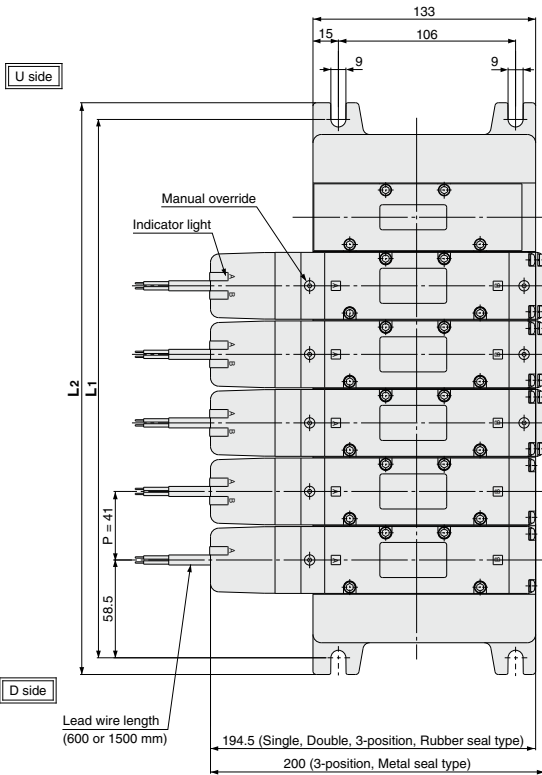 133
15
106
9
9
U side
Manual override
Indicator light
A
B
A
B
A
B
A
B
A
B
A
B
A
B
A
B
A
A
A
L2
L1
P = 41
58.5
D side
Lead wire length
(600 or 1500 mm)
194.5 (Single, Double, 3-position, Rubber seal type)
200 (3-position, Metal seal type)